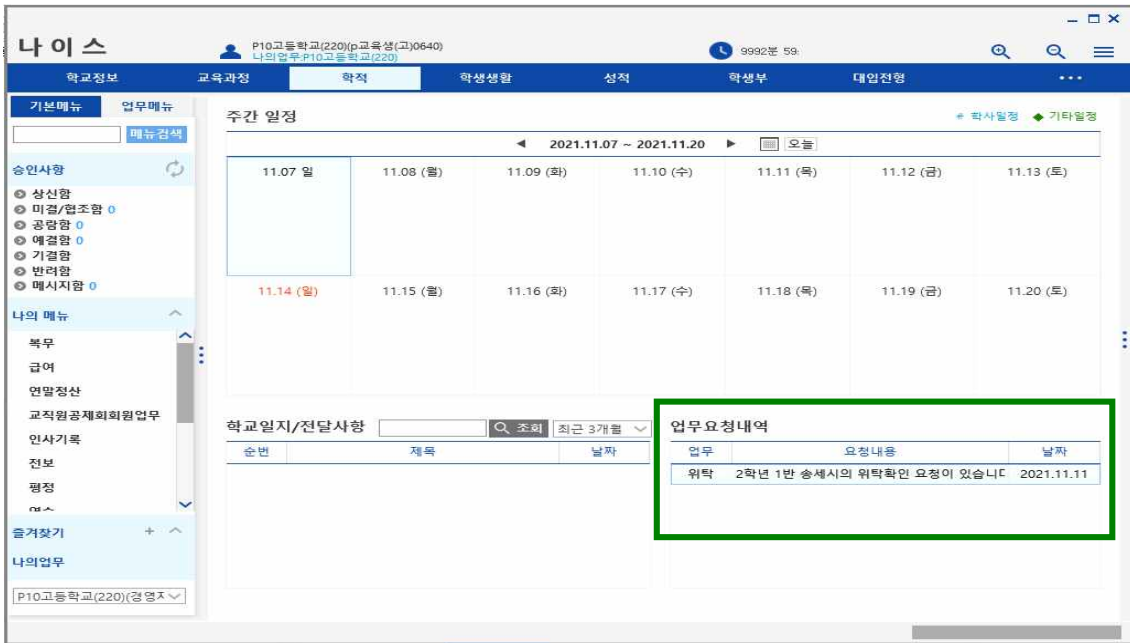 나이스
P10고등학교(220)(p교육생(고)0640)
나의업무:P10고등학교(220)
9992분 59:
학교정보 교육과정 학적 학생생활 성적 학생부 대입전형
기본메뉴 업무메뉴
메뉴검색
승인사항
상신함
미결/협조함 0
공람함 0
예결함 0
기결함
반려함
메시지함 0
나의 메뉴
복무
급여
연말정산
교직원공제회회원업무
인사기록
전보
평정
즐겨찾기 +
나의업무
P10고등학교(220)(경영지
주간 일정
학사일정 기타일정
2021.11.07 ~ 2021.11.20 오늘
11.07 일 11.08 (월) 11.09 (화) 11.10 (수) 11.11 (목) 11.12 (금) 11.13 (토)
11.14 (일) 11.15 (월) 11.16 (화) 11.17 (수) 11.18 (목) 11.19 (금) 11.20 (토)
학교일지/전달사항 조회 최근 3개월
순번 제목 날짜
업무요청내역
업무 요청내용 날짜
위탁 2학년 1반 송세시의 위탁확인 요청이 있습니다 2021.11.11